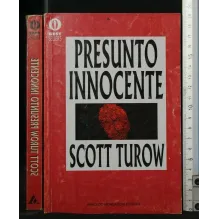 SCOTT TUROW PRESUNTO INNOCENTE
PRESUNTO
INNOCENTE
SCOTT TUROW